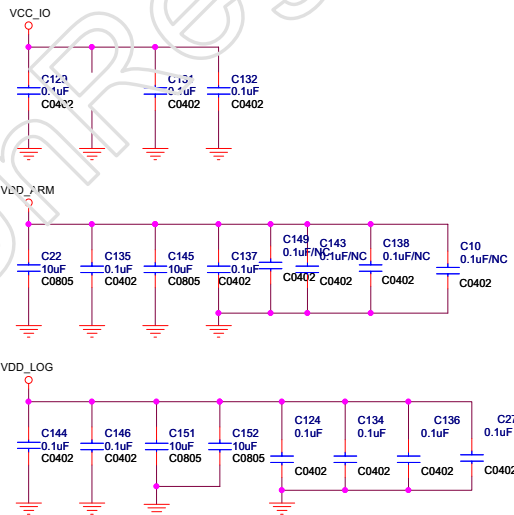 VCC_IO
0.1uF
C0402
C131
0.1uF
C0402
C132
0.1uF
C0402
VDD_ARM
C22
10uF
C0805
C135
0.1uF
C0402
C145
10uF
C0805
C137
0.1uF
C0402
C149
0.1uF/NC
C0402
C143
0.1uF/NC
C0402
C138
0.1uF/NC
C0402
C10
0.1uF/NC
C0402
VDD_LOG
C144
0.1uF
C0402
C146
0.1uF
C0402
C151
10uF
C0805
C152
10uF
C0805
C124
0.1uF
C0402
C134
0.1uF
C0402
C136
0.1uF
C0402
C27
0.1uF
C0402